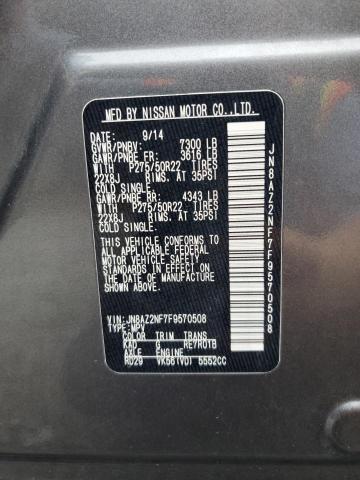 MFD BY NISSAN MOTOR CO.,LTD.
DATE: 9/14
GVWR/PNBV: 7300 LB
GAWR/PNBE FR: 3616 LB
WITH P275/50R22 TIRES
22X8J RIMS, AT 35PSI
COLD SINGLE.
GAWR/PNBE RR: 4343 LB
WITH P275/50R22 TIRES
22X8J RIMS, AT 35PSI
COLD SINGLE.
THIS VEHICLE CONFORMS TO
ALL APPLICABLE FEDERAL
MOTOR VEHICLE SAFETY
STANDARDS IN EFFECT ON
THE DATE OF MANUFACTURE
SHOWN ABOVE.
VIN: JN8AZ2NF7F9570508
TYPE: MPV
COLOR TRIM TRANS
KAD G RE7R01B
AXLE ENGINE
RD29 VK56(VD) 5552CC
JN8AZ2NF7F9570508